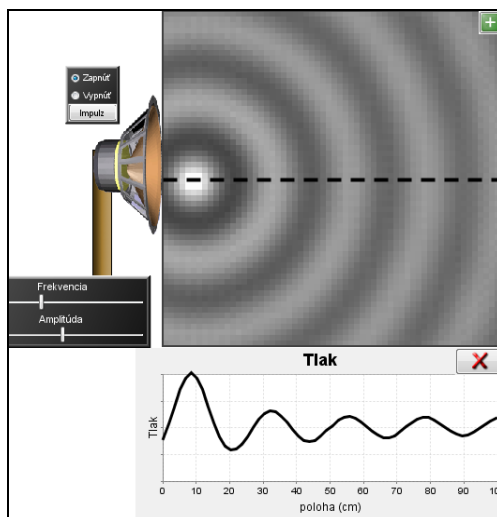 Zapnúť
Vypnúť
Impulz
Frekvencia
Amplitúda
Tlak
Tlak
0 10 20 30 40 50 60 70 80 90 100
poloha (cm)